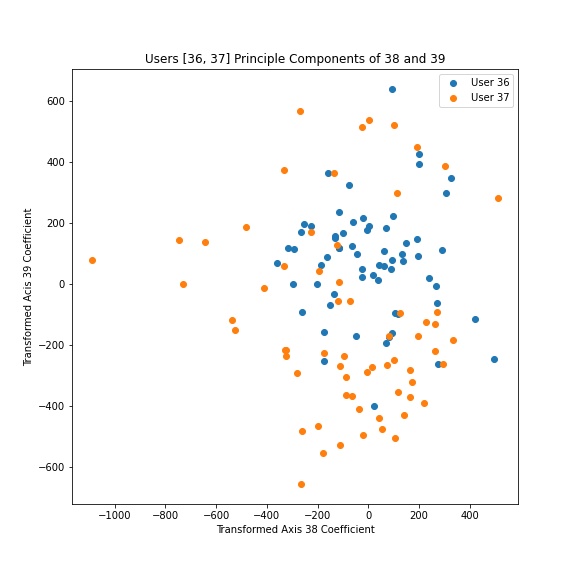 Users [36, 37] Principle Components of 38 and 39
User 36
User 37
Transformed Acis 39 Coefficient
600
400
200
0
−200
−400
−600
−1000 −800 −600 −400 −200 0 200 400
Transformed Axis 38 Coefficient